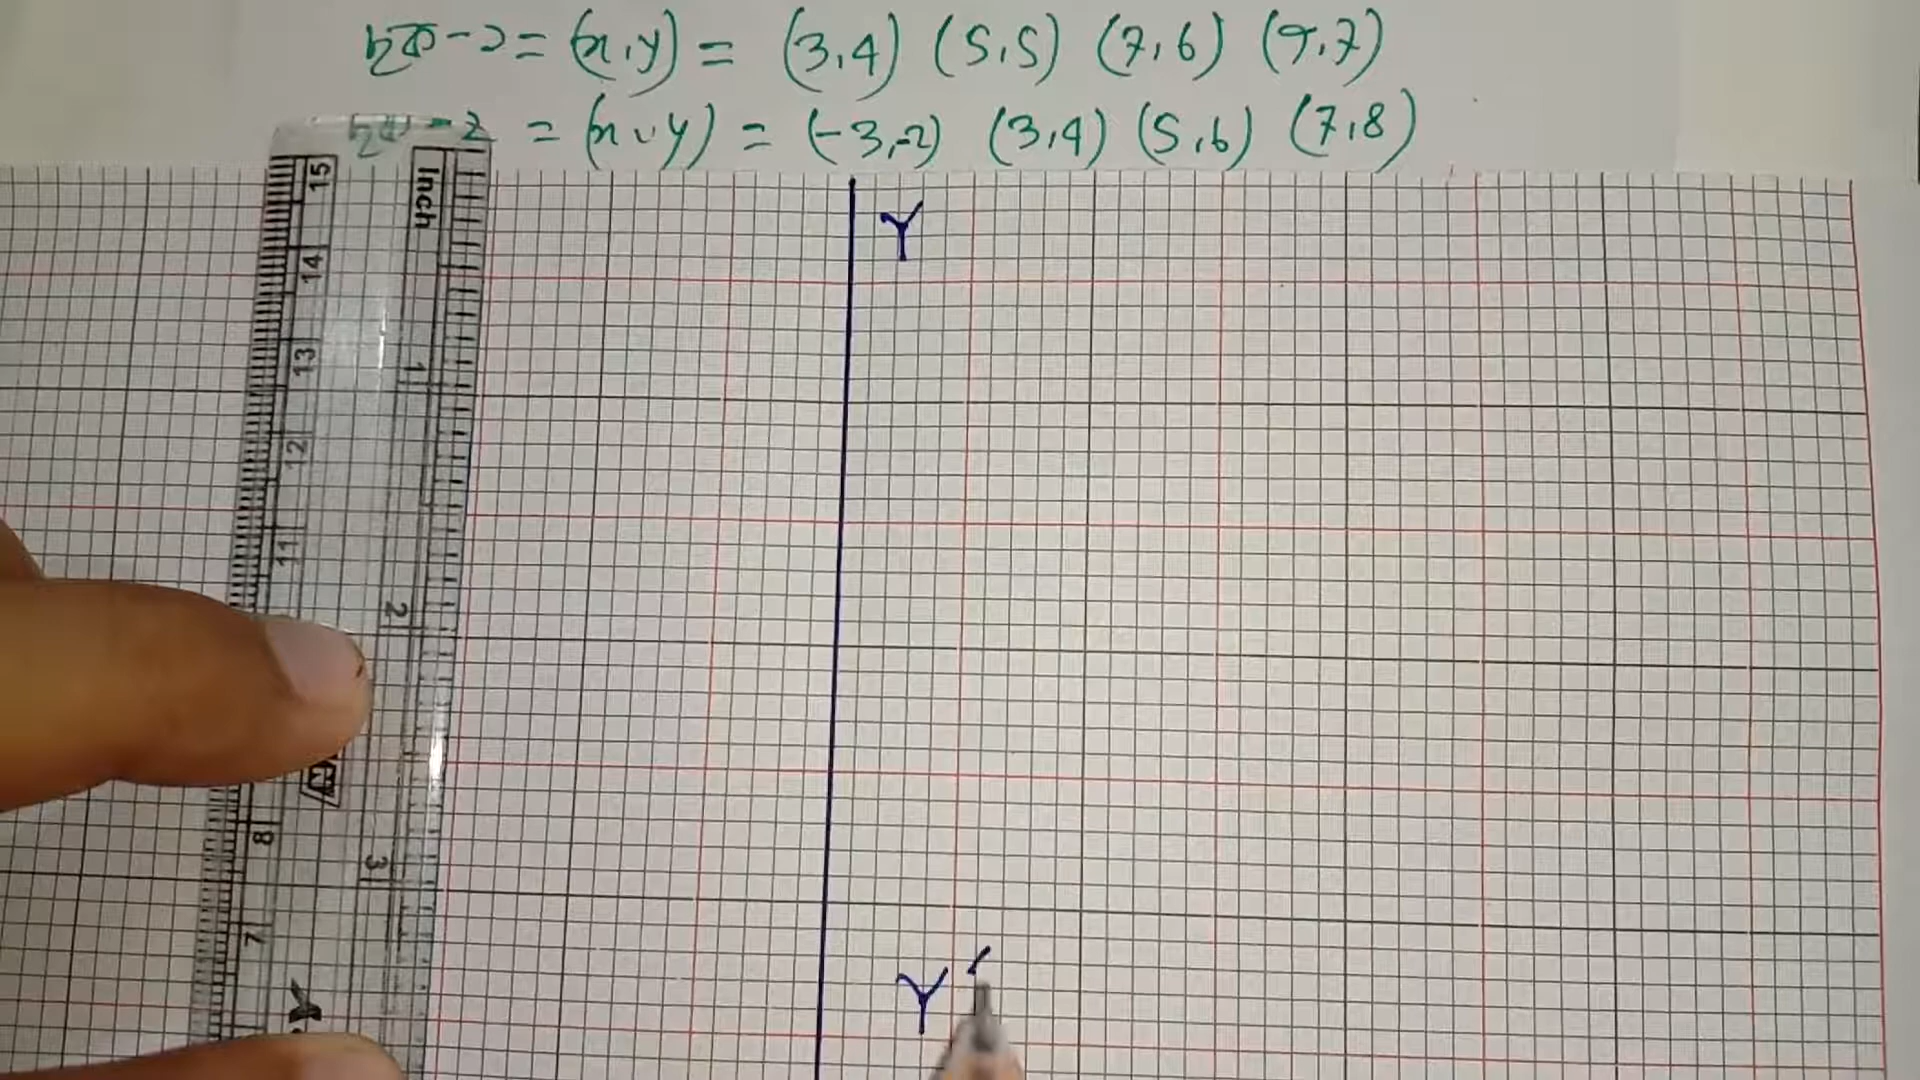 = (x,y) = (3,4) (5,5) (7,6) (9,7)
= (x,y) = (-3,-2) (3,4) (5,6) (7,8)
Y
Inch
15
14
13
12
11
8
7
1
2
3
Y'